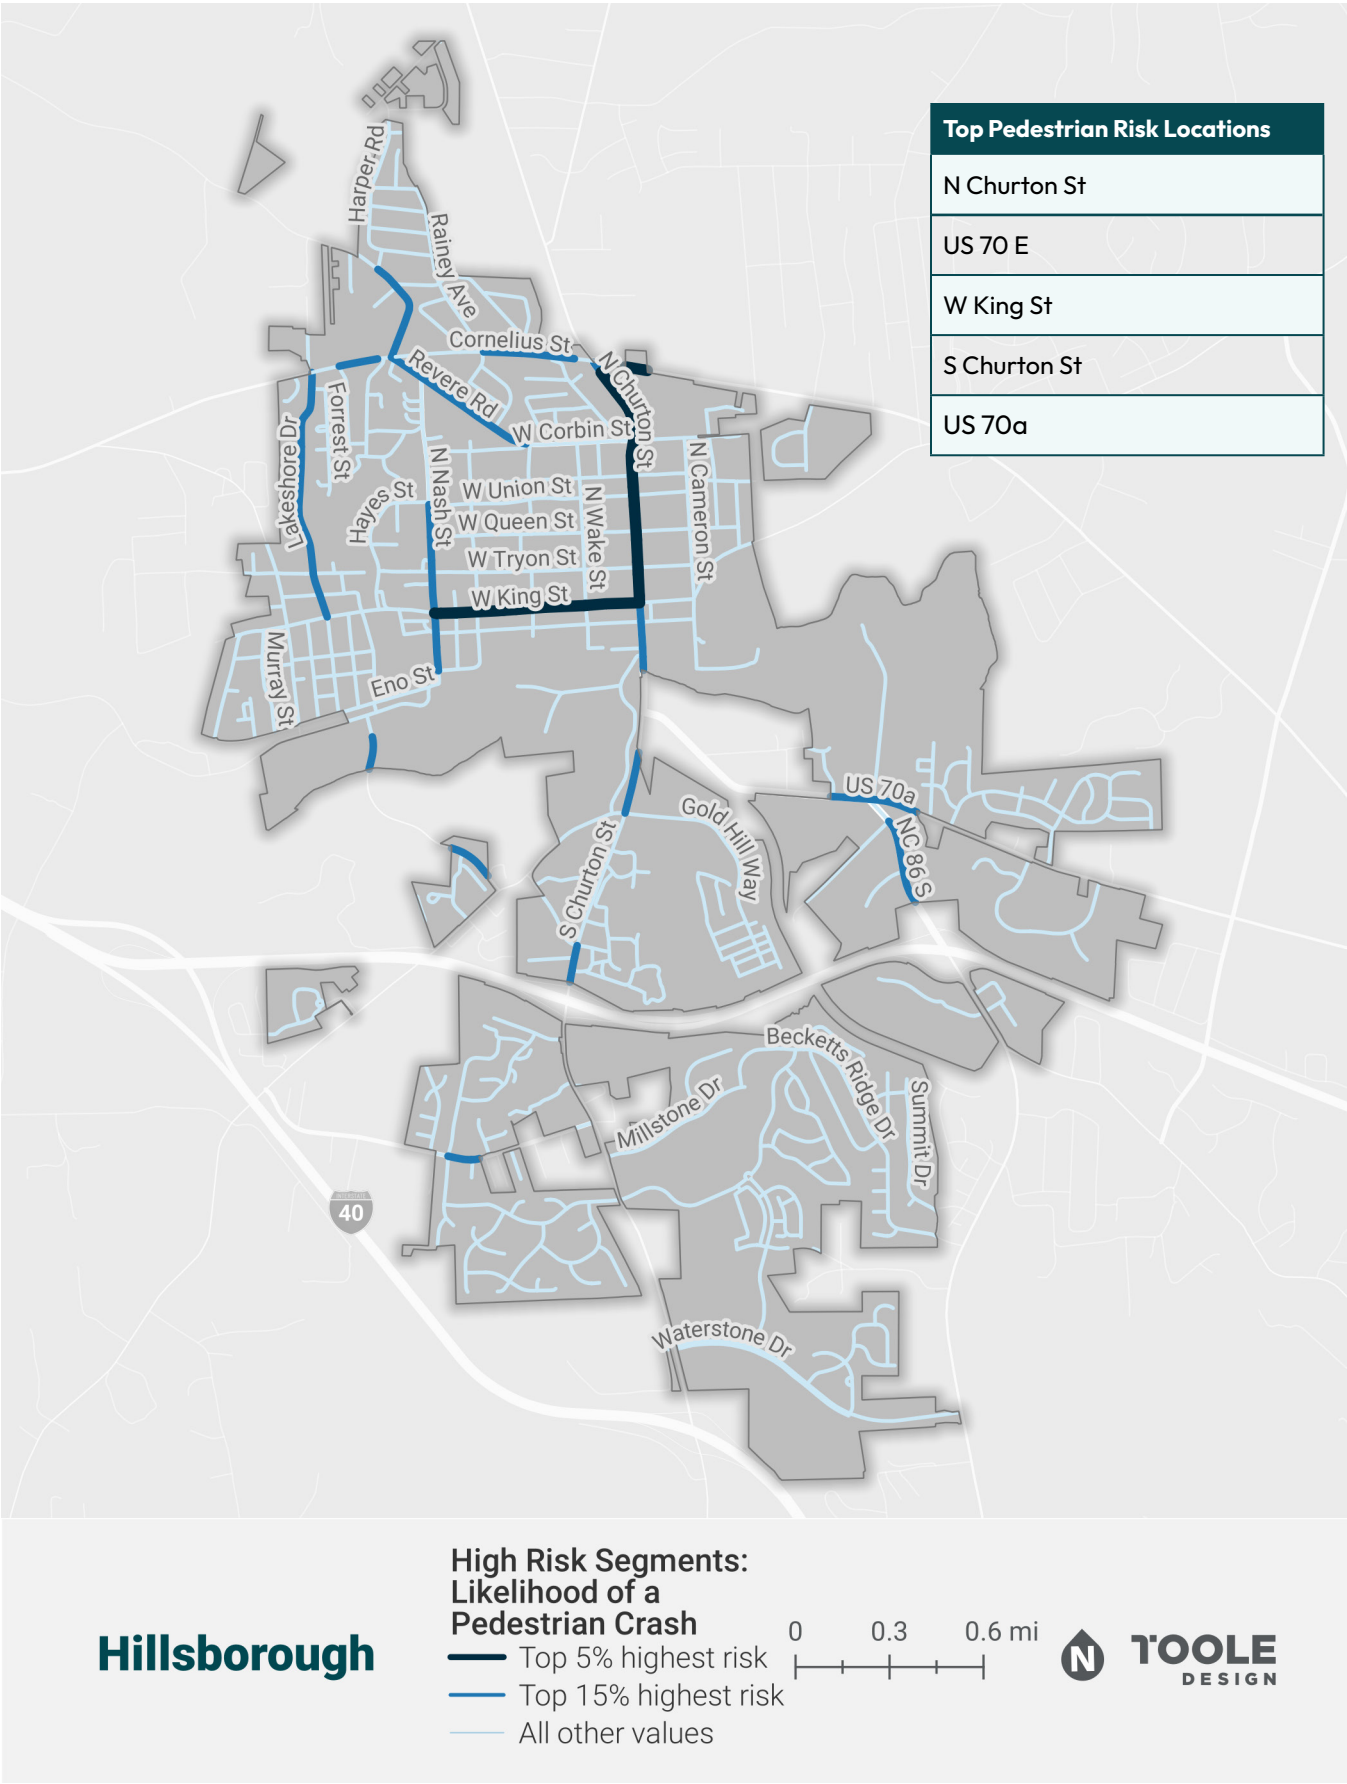 Top Pedestrian Risk Locations
N Churton St
US 70 E
W King St
S Churton St
US 70a
Harper Rd
Rainey Ave
Cornelius St
N Churton St
Revere Rd
Forrest St
Lakeshore Dr
W Corbin St
N Nash St
N Cameron St
Hayes St
W Union St
N Wake St
W Queen St
W Tryon St
W King St
Murray St
Eno St
US 70a
Gold Hill Way
NC 86 S
S Churton St
Becketts Ridge Dr
Millstone Dr
Summit Dr
INTERSTATE
40
Waterstone Dr
Hillsborough
High Risk Segments:
Likelihood of a
Pedestrian Crash
Top 5% highest risk
Top 15% highest risk
All other values
0 0.3 0.6 mi
N
TOOLE
DESIGN